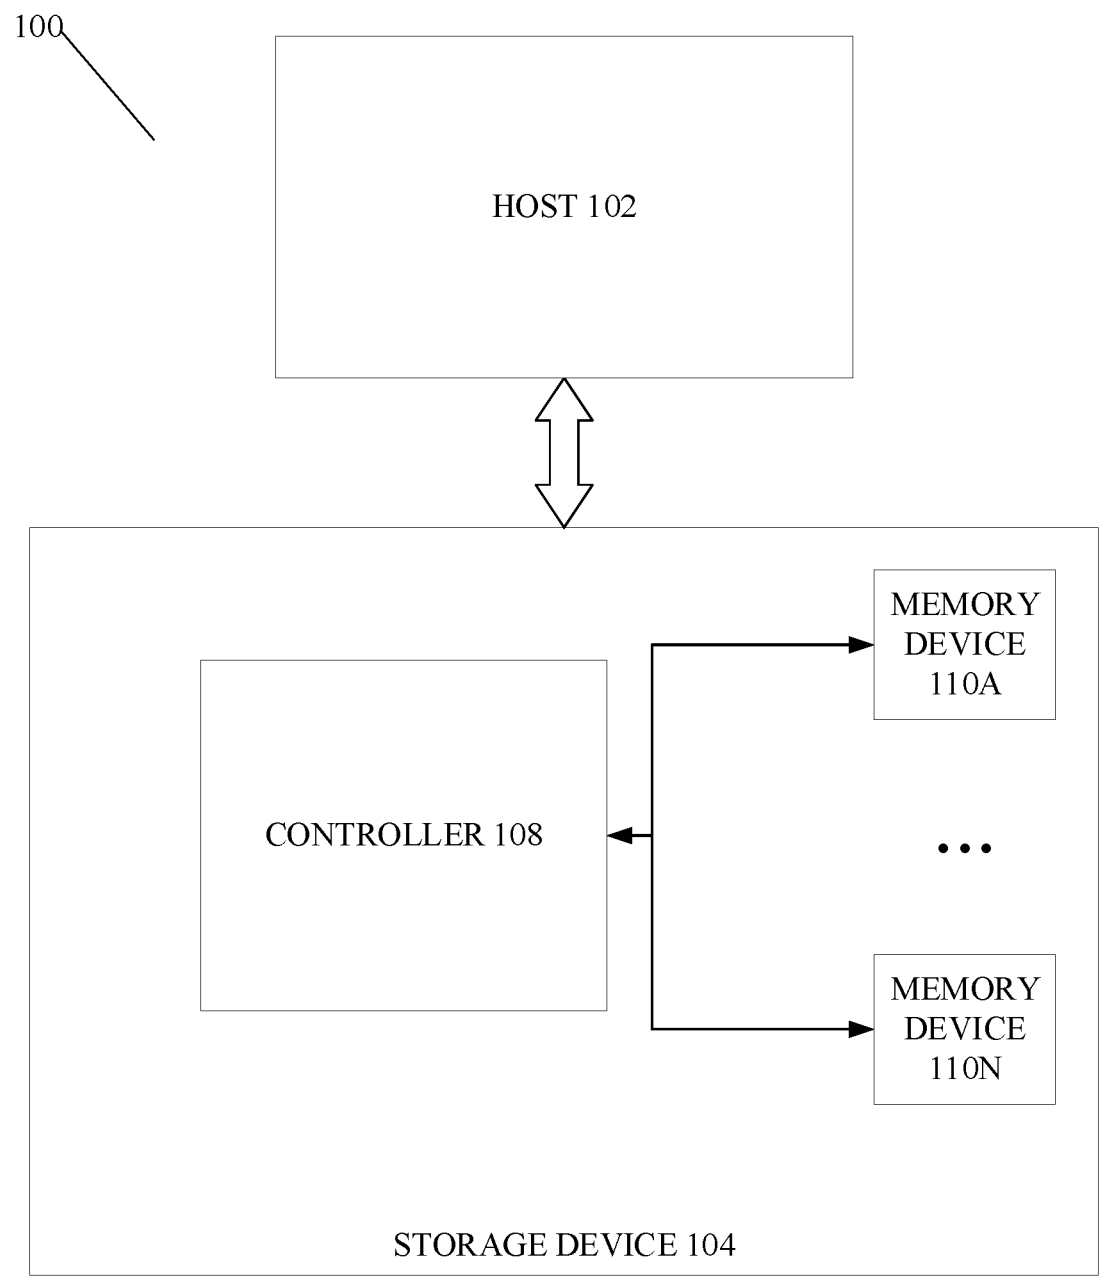 100
HOST 102
MEMORY
DEVICE
110A
CONTROLLER 108
MEMORY
DEVICE
110N
STORAGE DEVICE 104